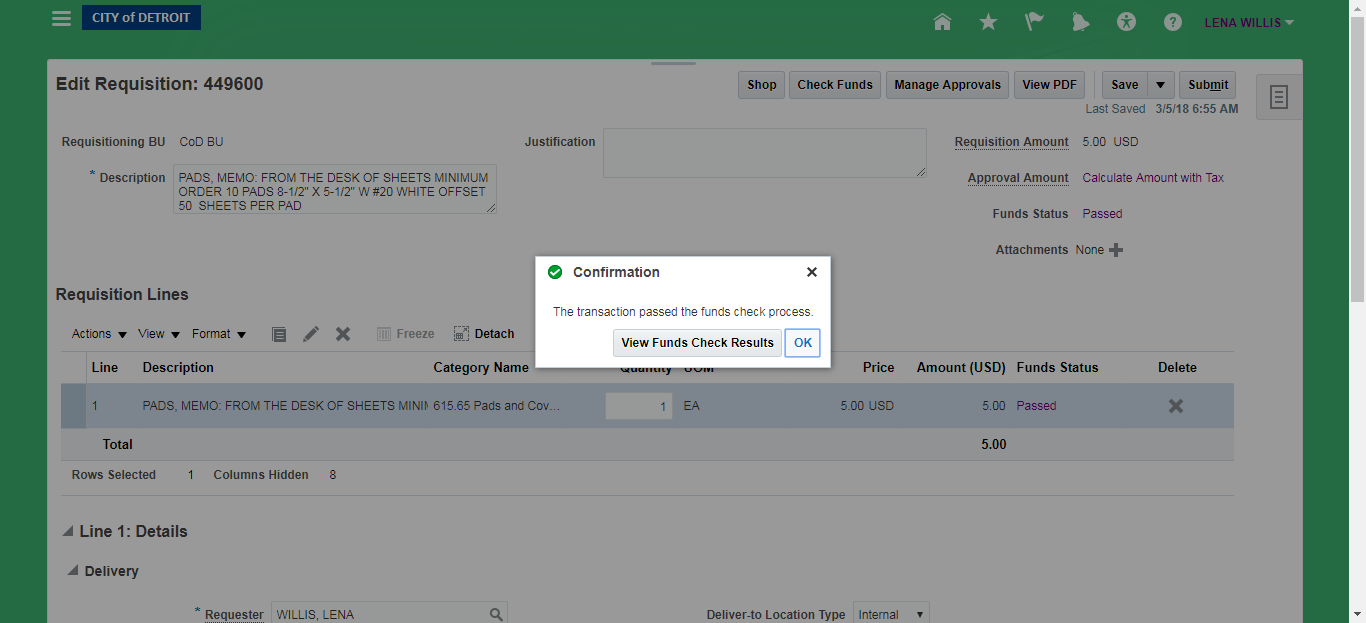 CITY of DETROIT
LENA WILLIS
Edit Requisition: 449600
Shop
Check Funds
Manage Approvals
View PDF
Save
Submit
Last Saved 3/5/18 6:55 AM
Requisitioning BU CoD BU
Justification
Requisition Amount 5.00 USD
* Description
PADS, MEMO: FROM THE DESK OF SHEETS MINIMUM
ORDER 10 PADS 8-1/2" X 5-1/2" W #20 WHITE OFFSET
50 SHEETS PER PAD
Approval Amount Calculate Amount with Tax
Funds Status Passed
Attachments None
Confirmation
The transaction passed the funds check process.
View Funds Check Results
OK
Requisition Lines
Actions View Format Freeze Detach
Line Description Category Name Quantity UOM Price Amount (USD) Funds Status Delete
1 PADS, MEMO: FROM THE DESK OF SHEETS MINI 615.65 Pads and Cov... 1 EA 5.00 USD 5.00 Passed
Total 5.00
Rows Selected 1 Columns Hidden 8
Line 1: Details
Delivery
* Requester WILLIS, LENA
Deliver-to Location Type Internal